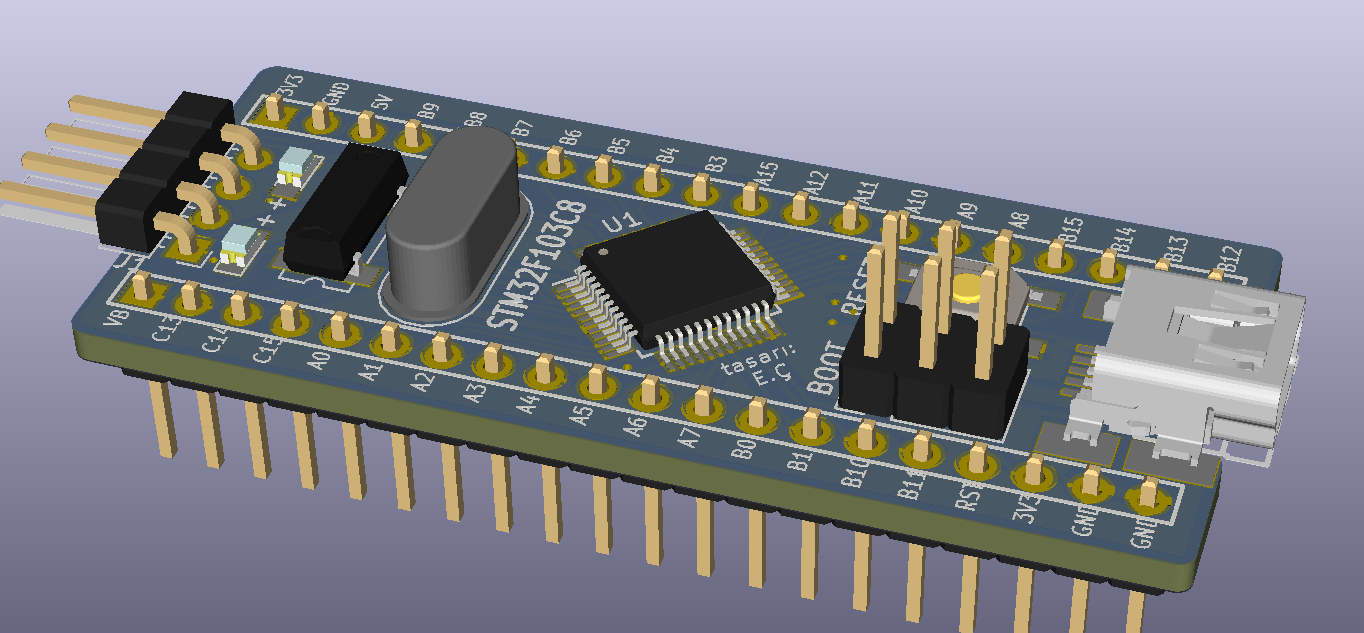 3V3
GND
5V
B9
B8
B7
B6
B5
B4
B3
A15
A12
A11
A10
A9
A8
B15
B14
B13
B12
+
+
STM32F103C8
U1
tasarı:
E.Ç
RESET
BOOT
C13
C14
C15
A0
A1
A2
A3
A4
A5
A6
A7
B0
B1
B10
B11
3V3
GND
GND